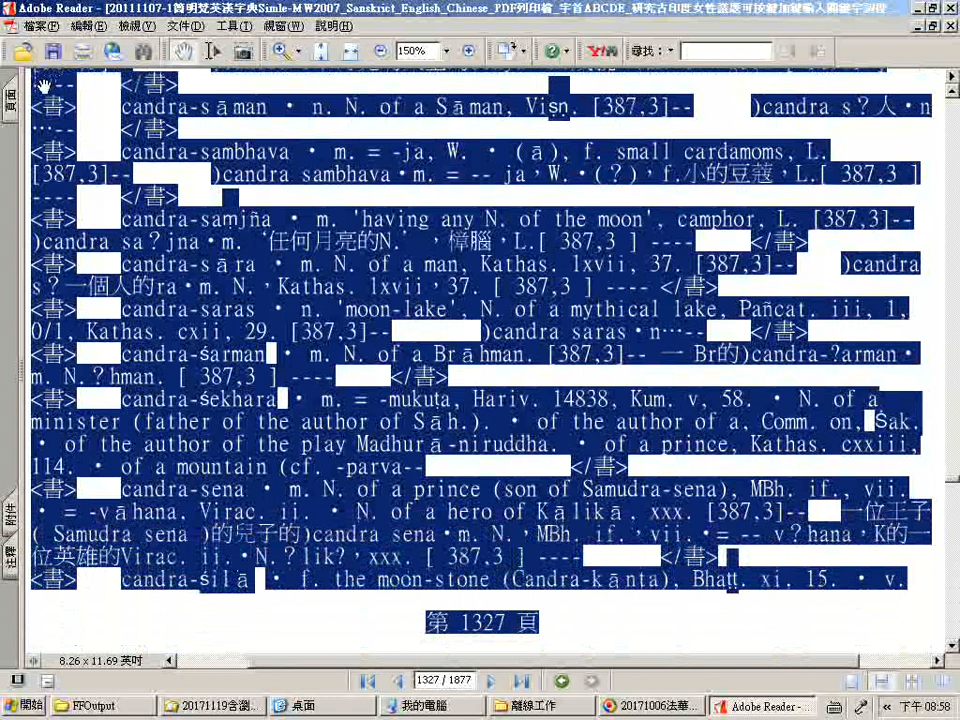 Adobe Reader - [20111107-1簡明梵英漢字典Simle-MW2007_Sanskrict_English_Chinese_PDF列印檔_字首ABCDE_研究古印度女性議題可按鍵輸入關鍵字詞搜
檔案(F) 編輯(E) 檢視(V) 文件(D) 工具(T) 視窗(W) 說明(H)
150% 尋找：
頁面
…-- </書>
<書> candra-sāman · n. N. of a Sāman, Viṣṇ. [387,3]-- )candra s？人·n
…-- </書>
<書> candra-sambhava · m. = -ja, W. · (ā), f. small cardamoms, L.
[387,3]-- )candra sambhava·m. = -- ja，W.·(？)，f.小的豆蔻，L.[ 387,3 ]
---- </書>
<書> candra-samjña · m. 'having any N. of the moon', camphor, L. [387,3]--
)candra sa？jna·m. '任何月亮的N.'，樟腦，L.[ 387,3 ] ---- </書>
<書> candra-sāra · m. N. of a man, Kathas. lxvii, 37. [387,3]-- )candra
s？一個人的ra·m. N.，Kathas. lxvii，37. [ 387,3 ] ---- </書>
<書> candra-saras · n. 'moon-lake', N. of a mythical lake, Pañcat. iii, 1,
0/1, Kathas. cxii, 29. [387,3]-- )candra saras·n…-- </書>
<書> candra-śarman · m. N. of a Brāhman. [387,3]-- 一 Br的)candra-?arman·
m. N.？hman. [ 387,3 ] ---- </書>
<書> candra-śekhara · m. = -mukuṭa, Hariv. 14838, Kum. v, 58. · N. of a
minister (father of the author of Sāh.). · of the author of a, Comm. on, Śak.
· of the author of the play Madhurā-niruddha. · of a prince, Kathas. cxxiii,
114. · of a mountain (cf. -parva-- </書>
<書> candra-sena · m. N. of a prince (son of Samudra-sena), MBh. if., vii.
· = -vāhana. Virac. ii. · N. of a hero of Kālikā. xxx. [387,3]-- 一位王子
( Samudra sena )的兒子的)candra sena·m. N.，MBh. if.，vii.·= -- v？hana，K的一
位英雄的Virac. ii.·N.？lik?，xxx. [ 387,3 ] ---- </書>
<書> candra-śilā · f. the moon-stone (Candra-kānta), Bhaṭṭ. xi. 15. · v.
第 1327 頁
附件
注釋
8.26 x 11.69 英吋
1327 / 1877
開始 FFOutput 20171119含瀏... 桌面 我的電腦 離線工作 20171006法華... Adobe Reader - [... 下午 08:58